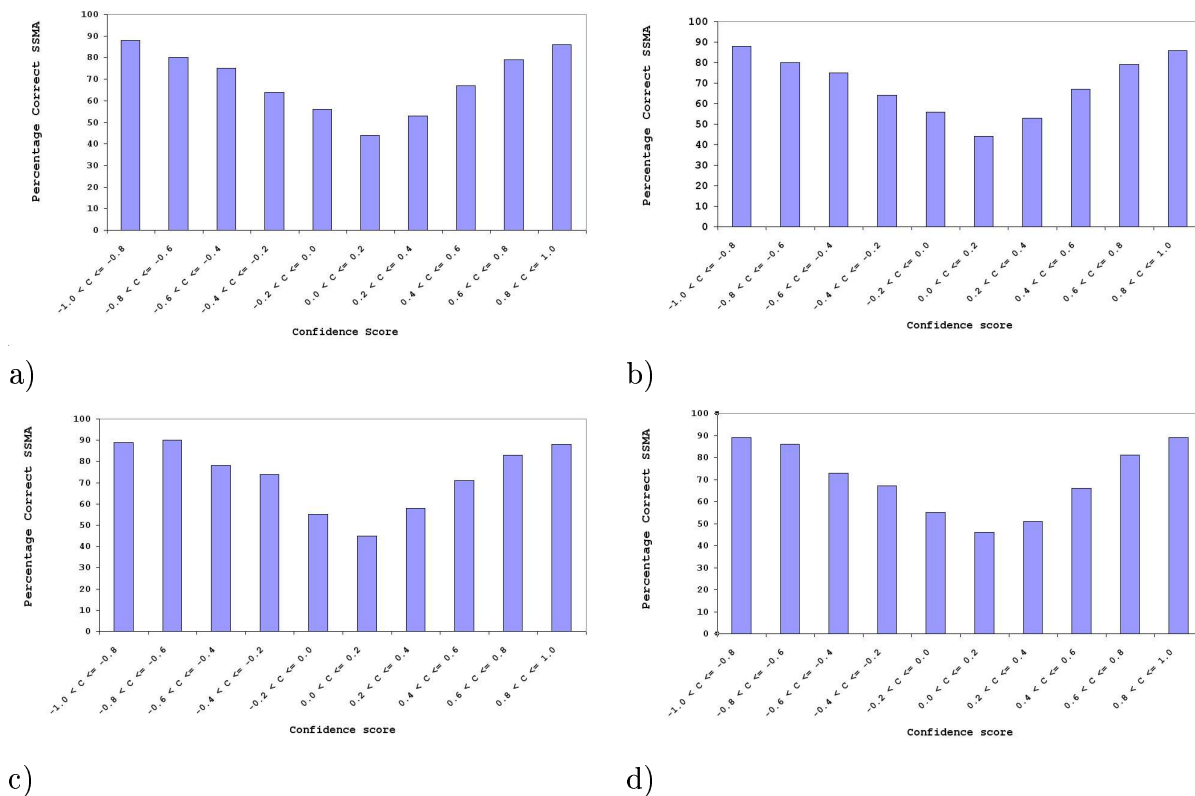 Percentage Correct SSMA
100
90
80
70
60
50
40
30
20
10
0
-1.0 < C <= -0.8
-0.8 < C <= -0.6
-0.6 < C <= -0.4
-0.4 < C <= -0.2
-0.2 < C <= 0.0
0.0 < C <= 0.2
0.2 < C <= 0.4
0.4 < C <= 0.6
0.6 < C <= 0.8
0.8 < C <= 1.0
Confidence Score
a)
Percentage Correct SSMA
100
90
80
70
60
50
40
30
20
10
0
-1.0 < C <= -0.8
-0.8 < C <= -0.6
-0.6 < C <= -0.4
-0.4 < C <= -0.2
-0.2 < C <= 0.0
0.0 < C <= 0.2
0.2 < C <= 0.4
0.4 < C <= 0.6
0.6 < C <= 0.8
0.8 < C <= 1.0
Confidence score
b)
Percentage Correct SSMA
100
90
80
70
60
50
40
30
20
10
0
-1.0 < C <= -0.8
-0.8 < C <= -0.6
-0.6 < C <= -0.4
-0.4 < C <= -0.2
-0.2 < C <= 0.0
0.0 < C <= 0.2
0.2 < C <= 0.4
0.4 < C <= 0.6
0.6 < C <= 0.8
0.8 < C <= 1.0
Confidence score
c)
Percentage Correct SSMA
100
90
80
70
60
50
40
30
20
10
0
-1.0 < C <= -0.8
-0.8 < C <= -0.6
-0.6 < C <= -0.4
-0.4 < C <= -0.2
-0.2 < C <= 0.0
0.0 < C <= 0.2
0.2 < C <= 0.4
0.4 < C <= 0.6
0.6 < C <= 0.8
0.8 < C <= 1.0
Confidence score
d)